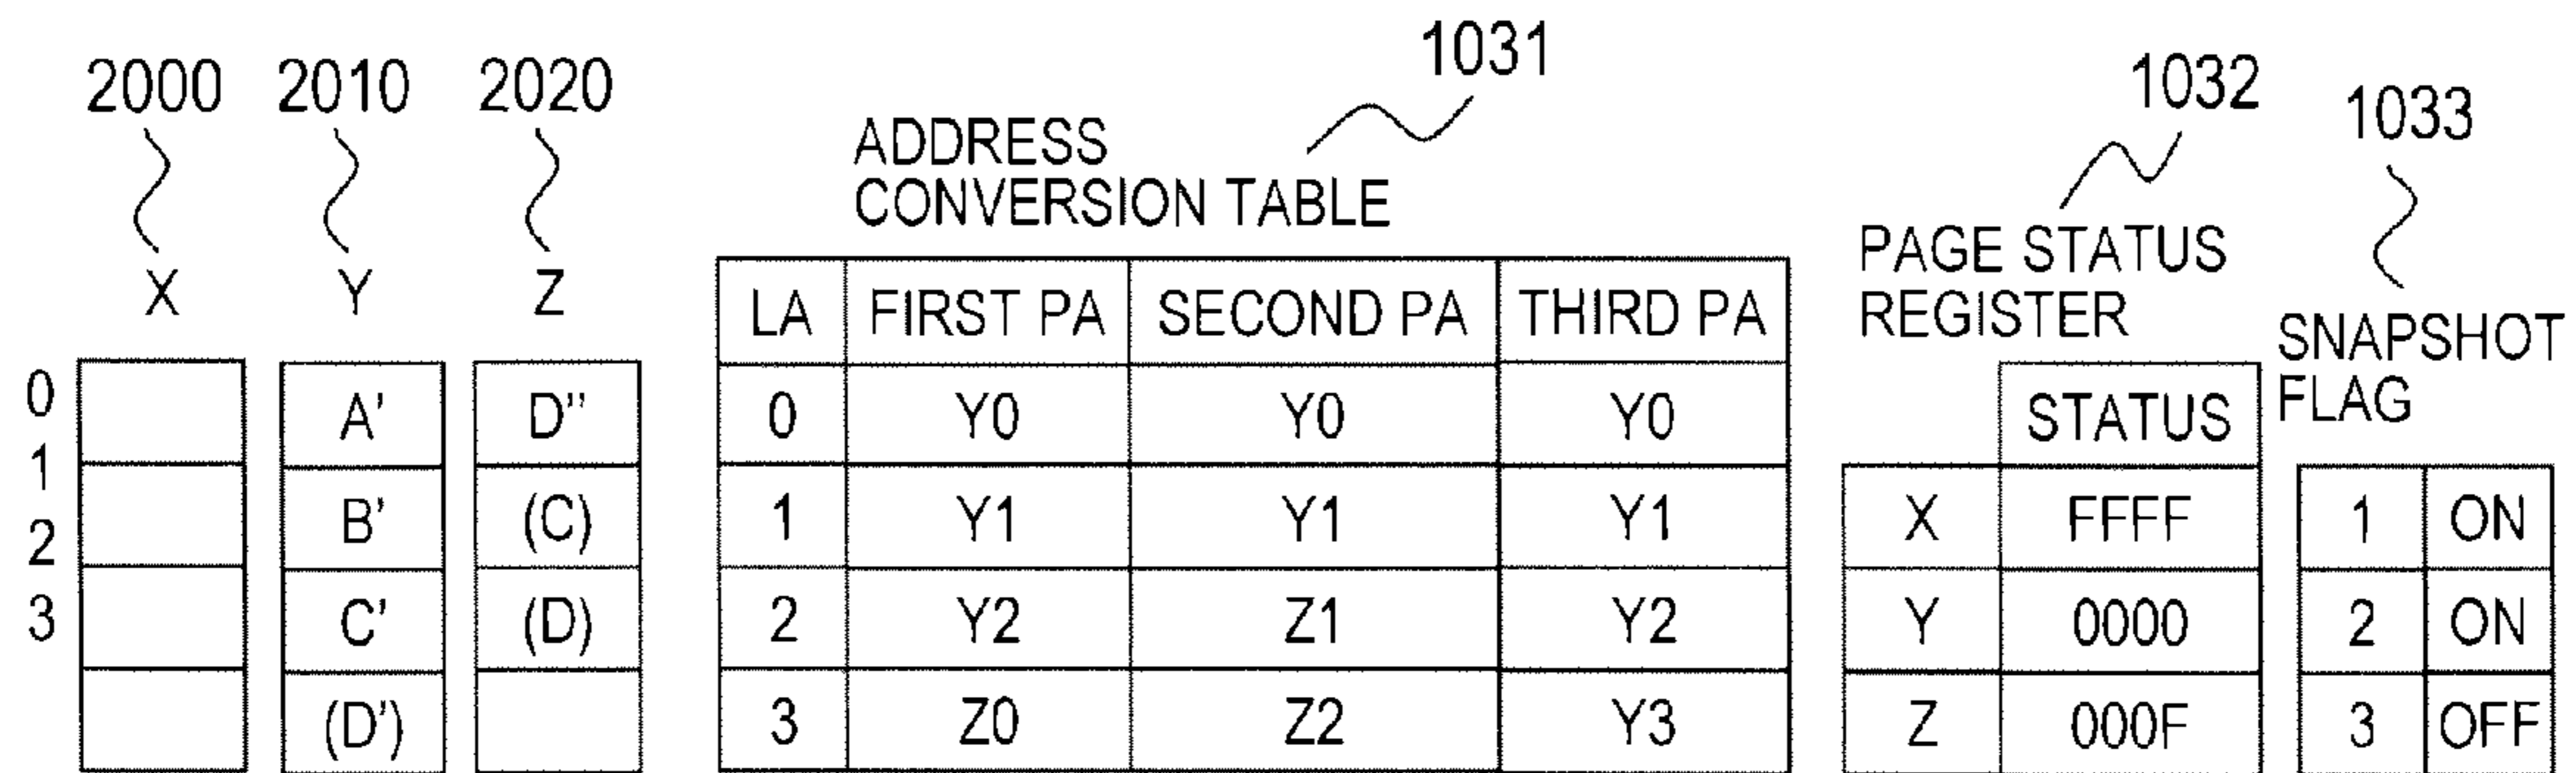 2000 2010 2020 1031 1032 1033
X Y Z
ADDRESS
CONVERSION TABLE
PAGE STATUS
REGISTER
SNAPSHOT
FLAG
0
1
2
3
A' D''
B' (C)
C' (D)
(D')
LA FIRST PA SECOND PA THIRD PA
0 Y0 Y0 Y0
1 Y1 Y1 Y1
2 Y2 Z1 Y2
3 Z0 Z2 Y3
STATUS
X FFFF
Y 0000
Z 000F
1 ON
2 ON
3 OFF